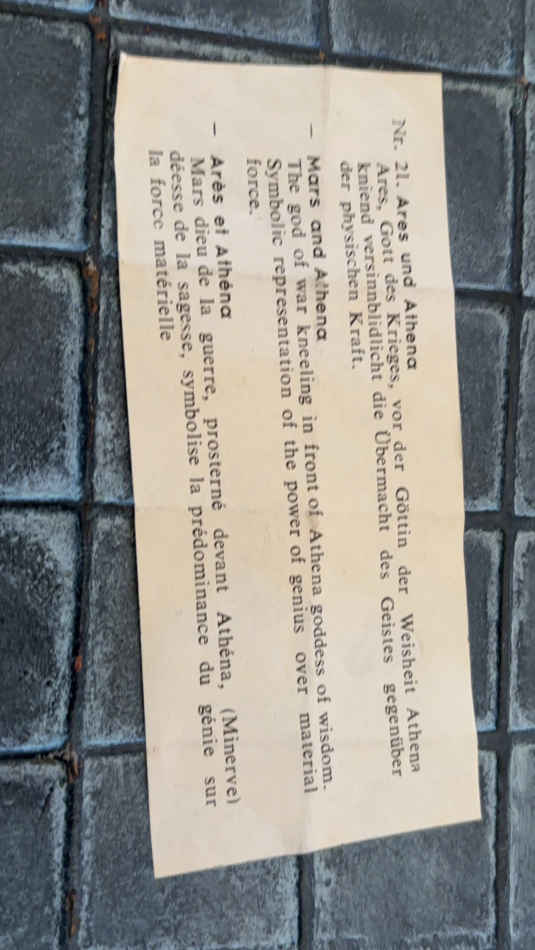 Nr. 21. Ares und Athena
Ares, Gott des Krieges, vor der Göttin der Weisheit Athena
kniend versinnblidlicht die Übermacht des Geistes gegenüber
der physischen Kraft.
— Mars and Athena
The god of war kneeling in front of Athena goddess of wisdom.
Symbolic representation of the power of genius over material
force.
— Arès et Athéna
Mars dieu de la guerre, prosterné devant Athéna, (Minerve)
déesse de la sagesse, symbolise la prédominance du génie sur
la force matérielle